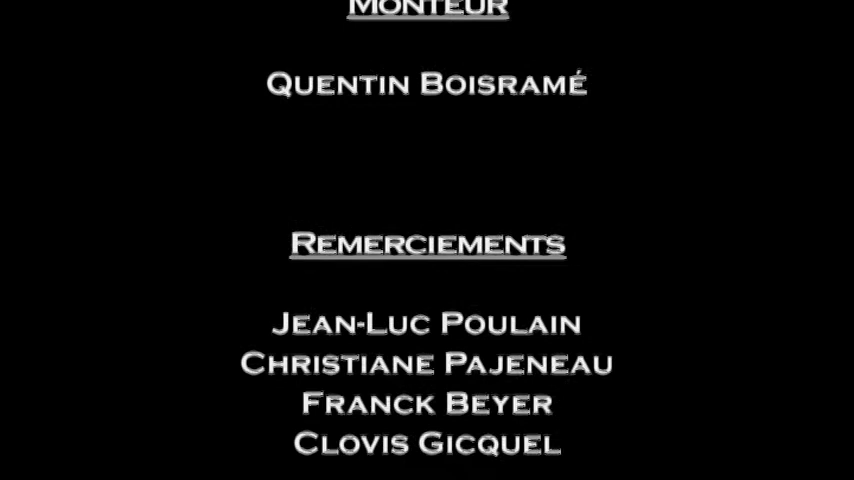 MONTEUR
QUENTIN BOISRAMÉ
REMERCIEMENTS
JEAN-LUC POULAIN
CHRISTIANE PAJENEAU
FRANCK BEYER
CLOVIS GICQUEL